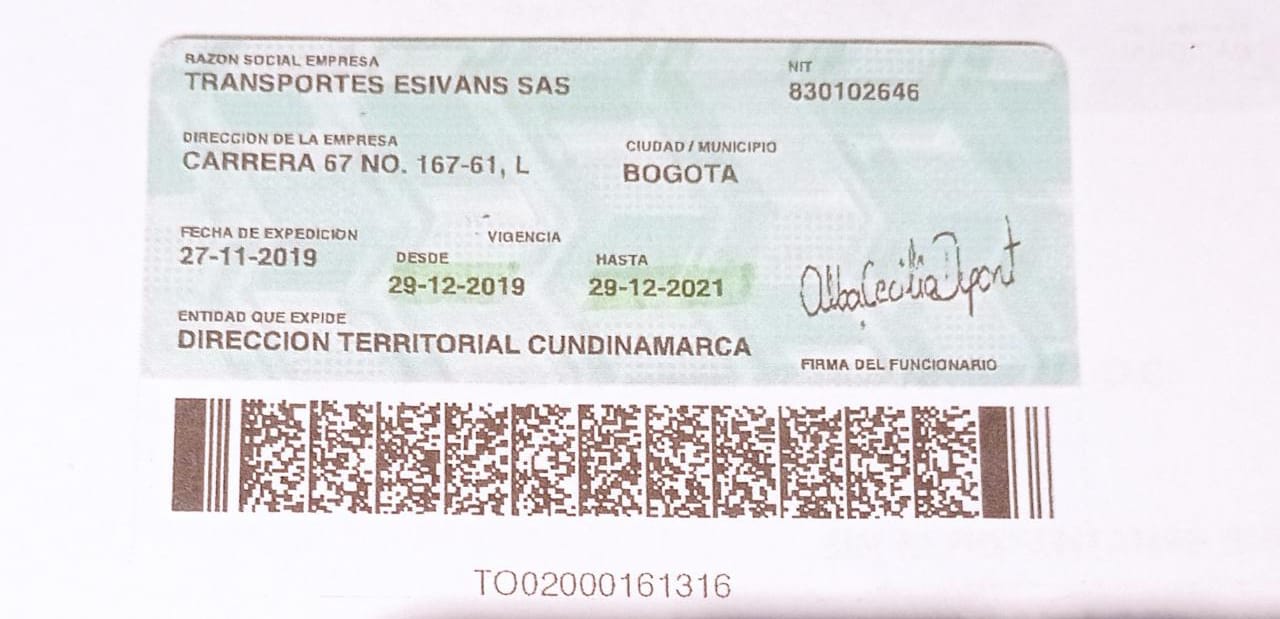 RAZON SOCIAL EMPRESA
TRANSPORTES ESIVANS SAS
NIT
830102646
DIRECCION DE LA EMPRESA
CARRERA 67 NO. 167-61, L
CIUDAD / MUNICIPIO
BOGOTA
FECHA DE EXPEDICION
27-11-2019
VIGENCIA
DESDE
29-12-2019
HASTA
29-12-2021
ENTIDAD QUE EXPIDE
DIRECCION TERRITORIAL CUNDINAMARCA
Alba Cecilia
FIRMA DEL FUNCIONARIO
TO02000161316